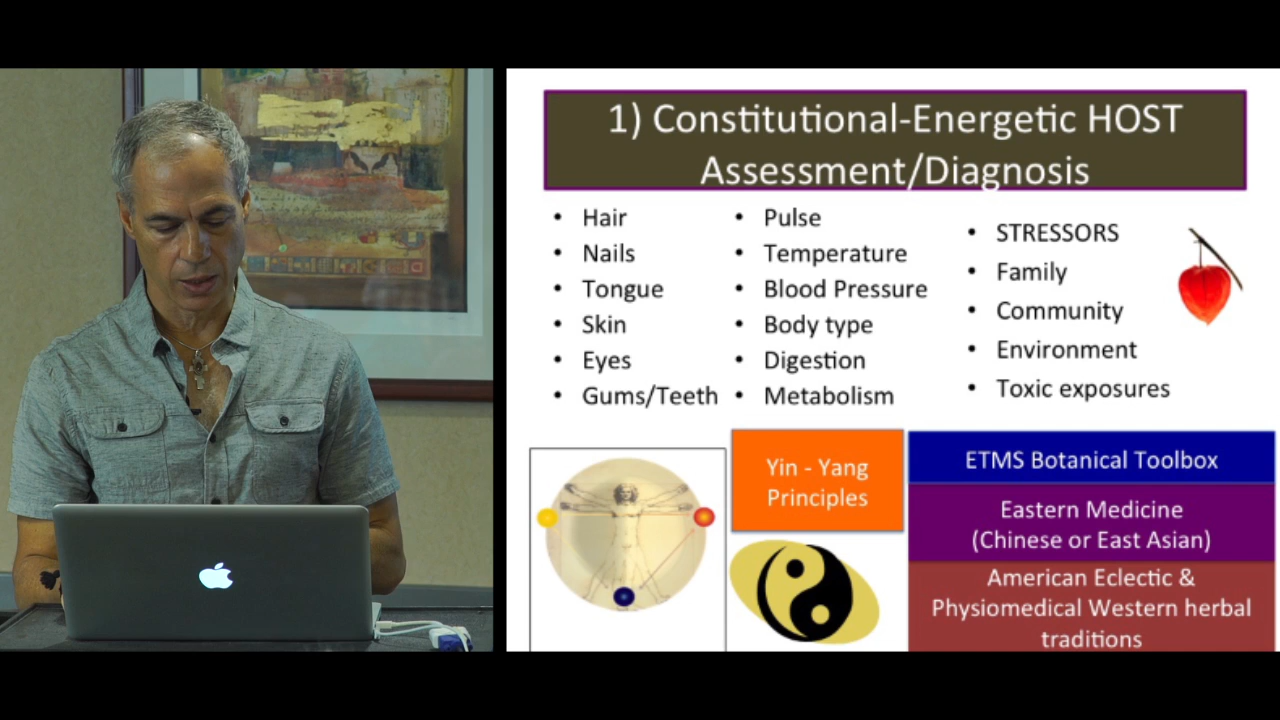 1) Constitutional-Energetic HOST
Assessment/Diagnosis
• Hair
• Nails
• Tongue
• Skin
• Eyes
• Gums/Teeth
• Pulse
• Temperature
• Blood Pressure
• Body type
• Digestion
• Metabolism
• STRESSORS
• Family
• Community
• Environment
• Toxic exposures
Yin - Yang
Principles
ETMS Botanical Toolbox
Eastern Medicine
(Chinese or East Asian)
American Eclectic &
Physiomedical Western herbal
traditions